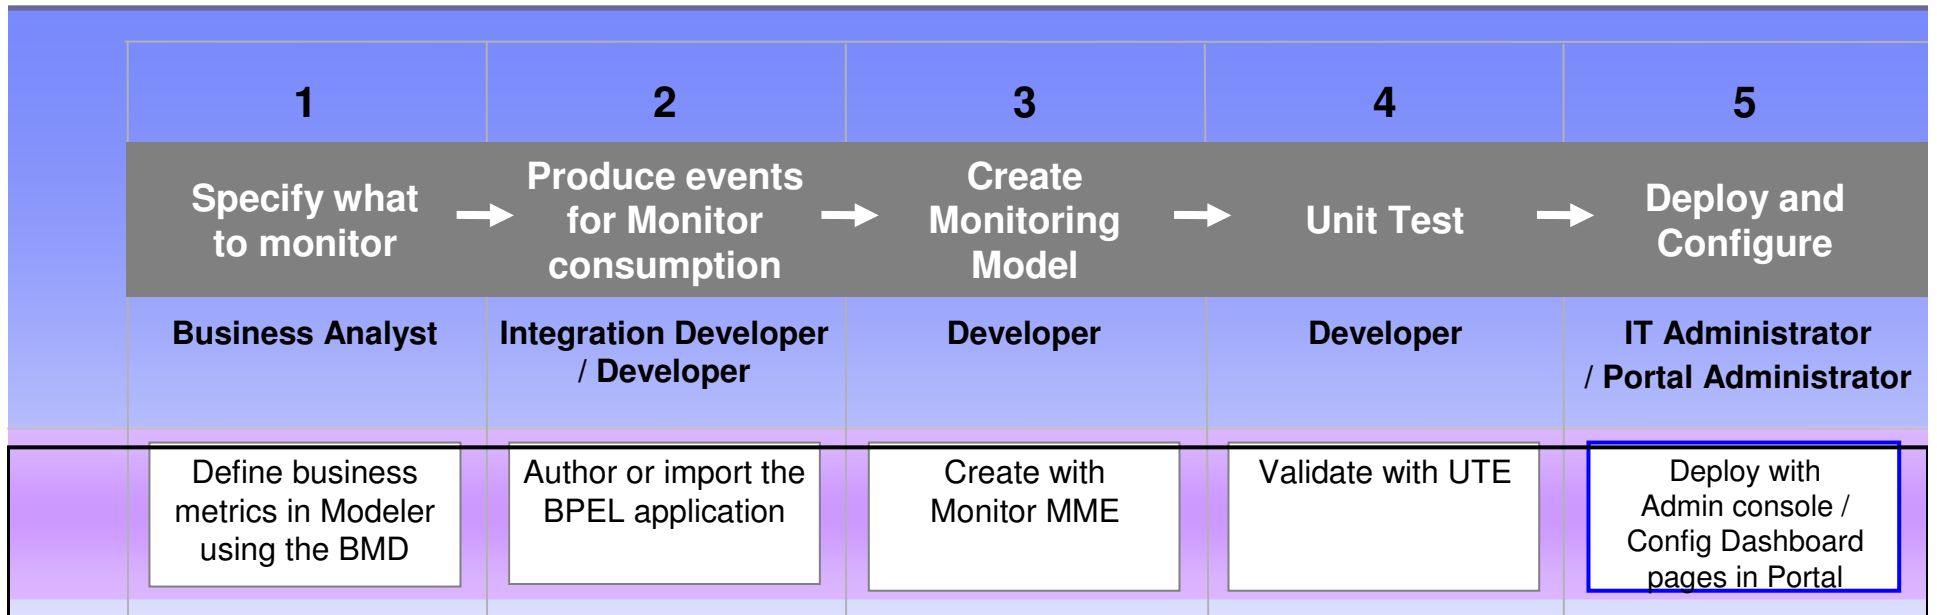 1
2
3
4
5
Specify what
to monitor
Produce events
for Monitor
consumption
Create
Monitoring
Model
Unit Test
Deploy and
Configure
Business Analyst
Integration Developer
/ Developer
Developer
Developer
IT Administrator
/ Portal Administrator
Define business
metrics in Modeler
using the BMD
Author or import the
BPEL application
Create with
Monitor MME
Validate with UTE
Deploy with
Admin console /
Config Dashboard
pages in Portal